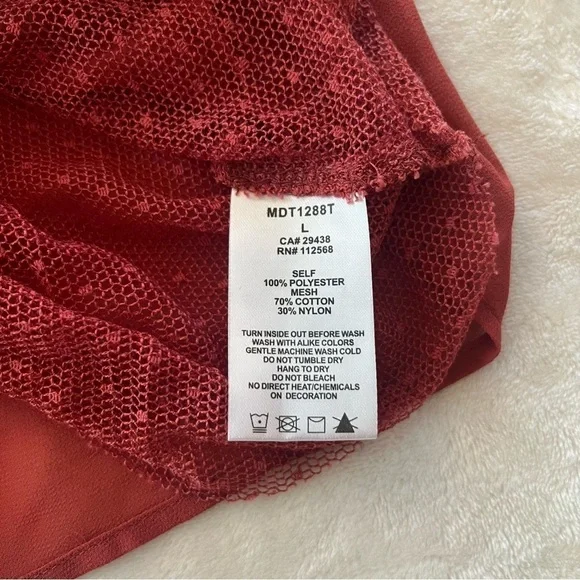 MDT1288T
L
CA# 29438
RN# 112568
SELF
100% POLYESTER
MESH
70% COTTON
30% NYLON
TURN INSIDE OUT BEFORE WASH
WASH WITH ALIKE COLORS
GENTLE MACHINE WASH COLD
DO NOT TUMBLE DRY
HANG TO DRY
DO NOT BLEACH
NO DIRECT HEAT/CHEMICALS
ON DECORATION